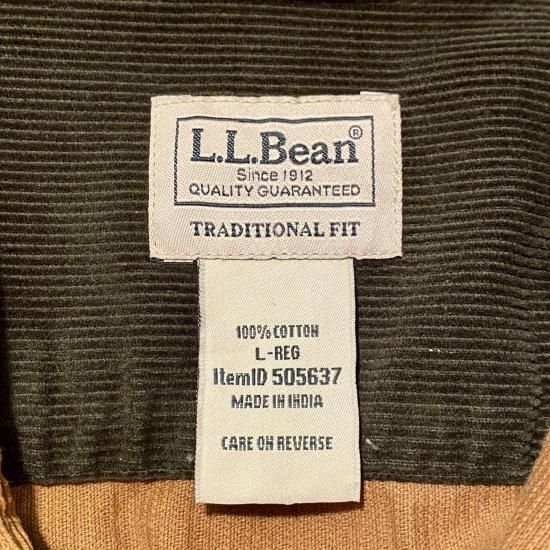 L.L.Bean®
Since 1912
QUALITY GUARANTEED
TRADITIONAL FIT
100% COTTON
L-REG
ItemID 505637
MADE IN INDIA
CARE ON REVERSE